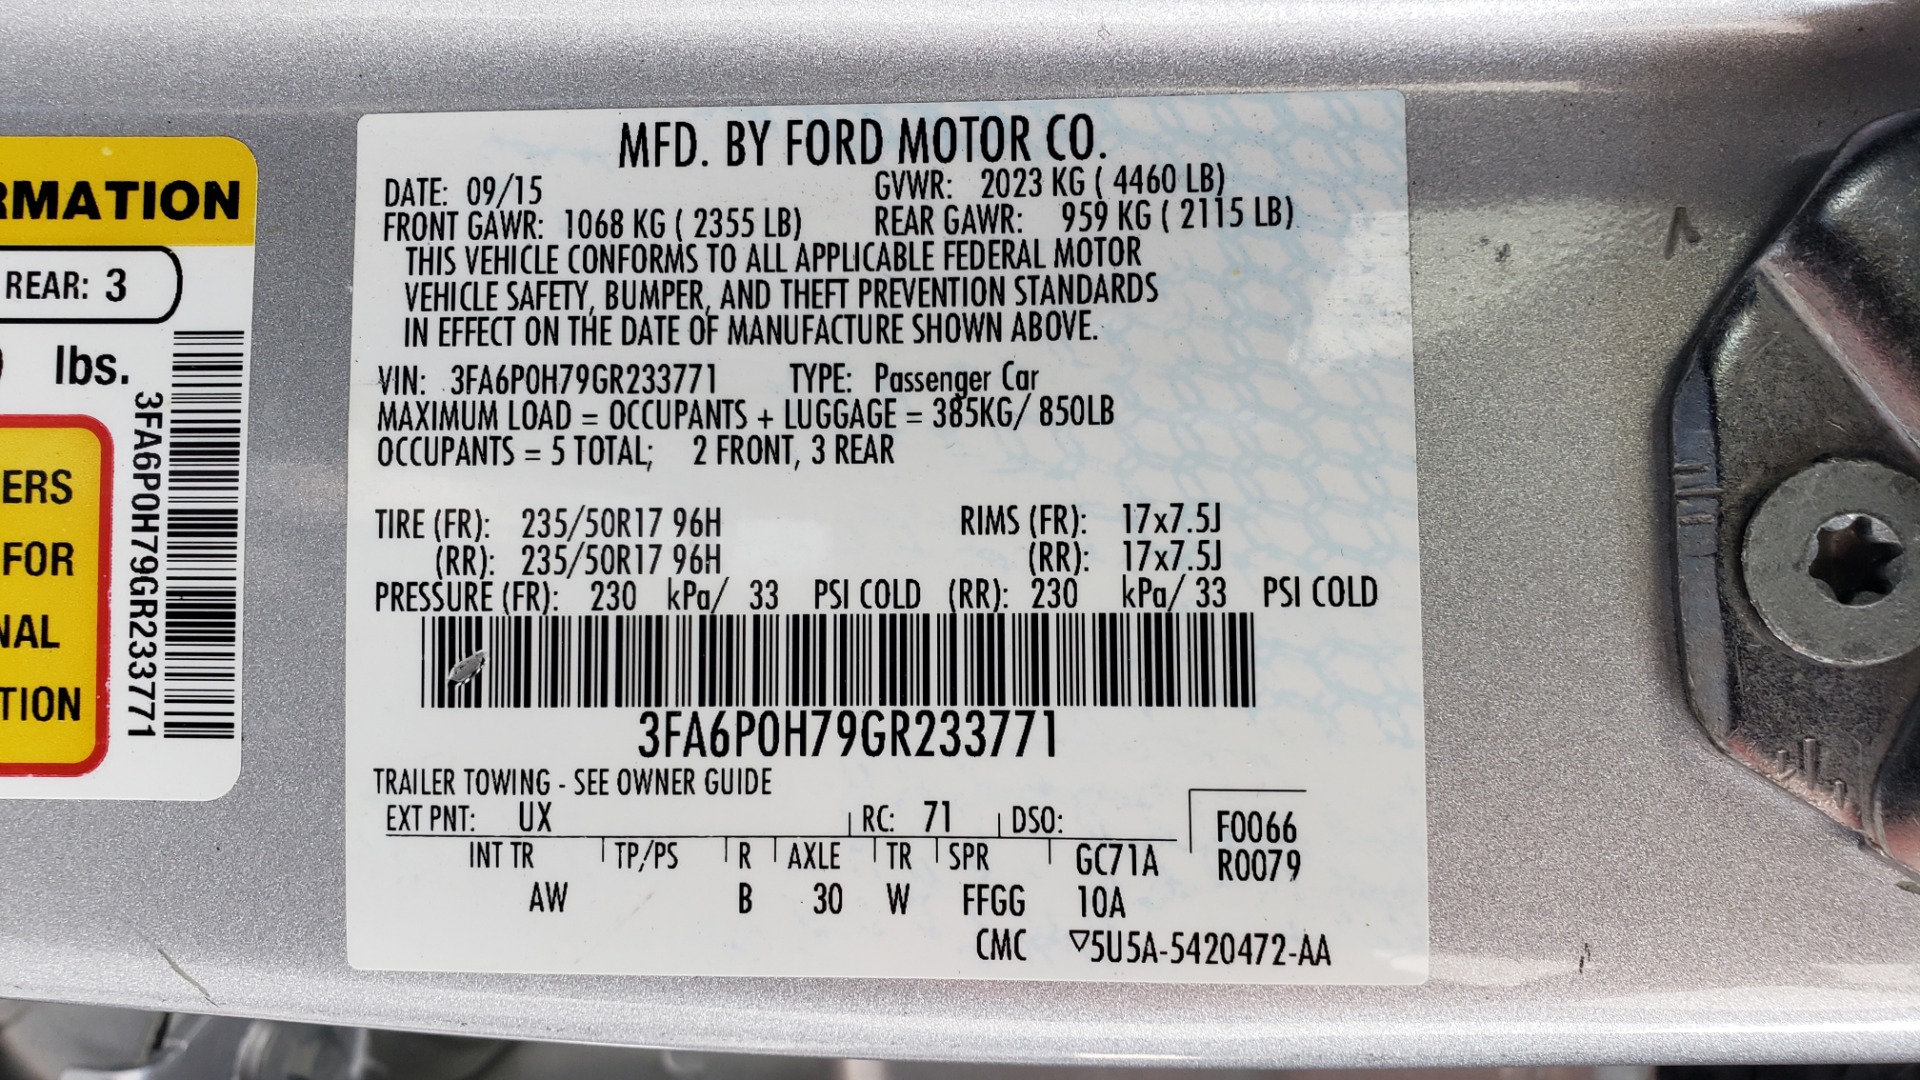 RMATION
REAR: 3
lbs.
3FA6P0H79GR233771
ERS
FOR
NAL
TION
MFD. BY FORD MOTOR CO.
DATE: 09/15 GVWR: 2023 KG ( 4460 LB)
FRONT GAWR: 1068 KG ( 2355 LB) REAR GAWR: 959 KG ( 2115 LB)
THIS VEHICLE CONFORMS TO ALL APPLICABLE FEDERAL MOTOR
VEHICLE SAFETY, BUMPER, AND THEFT PREVENTION STANDARDS
IN EFFECT ON THE DATE OF MANUFACTURE SHOWN ABOVE.
VIN: 3FA6P0H79GR233771 TYPE: Passenger Car
MAXIMUM LOAD = OCCUPANTS + LUGGAGE = 385KG/ 850LB
OCCUPANTS = 5 TOTAL; 2 FRONT, 3 REAR
TIRE (FR): 235/50R17 96H RIMS (FR): 17x7.5J
(RR): 235/50R17 96H (RR): 17x7.5J
PRESSURE (FR): 230 kPa/ 33 PSI COLD (RR): 230 kPa/ 33 PSI COLD
3FA6P0H79GR233771
TRAILER TOWING - SEE OWNER GUIDE
EXT PNT: UX RC: 71 DSO: F0066
INT TR TP/PS R AXLE TR SPR GC71A R0079
AW B 30 W FFGG 10A
CMC ▽5U5A-5420472-AA